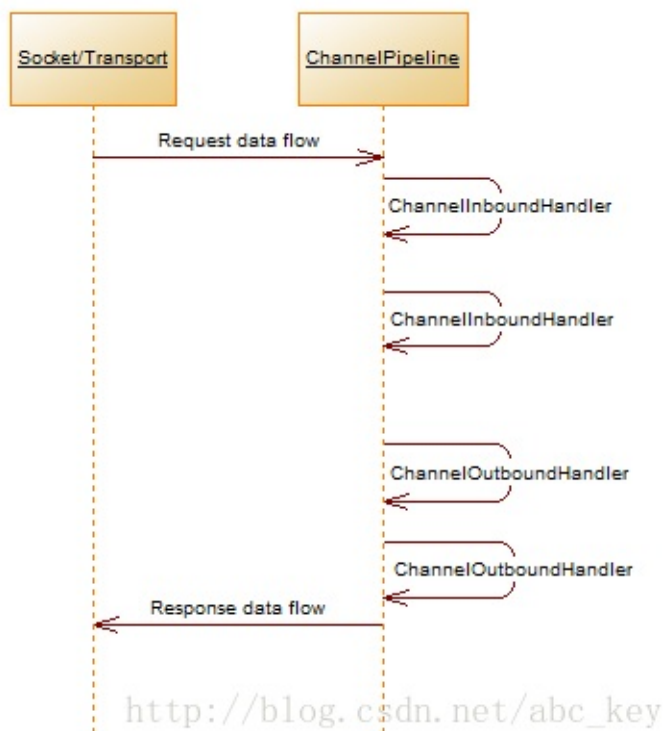 Socket/Transport
ChannelPipeline
Request data flow
ChannelInboundHandler
ChannelInboundHandler
ChannelOutboundHandler
ChannelOutboundHandler
Response data flow
http://blog.csdn.net/abc_key